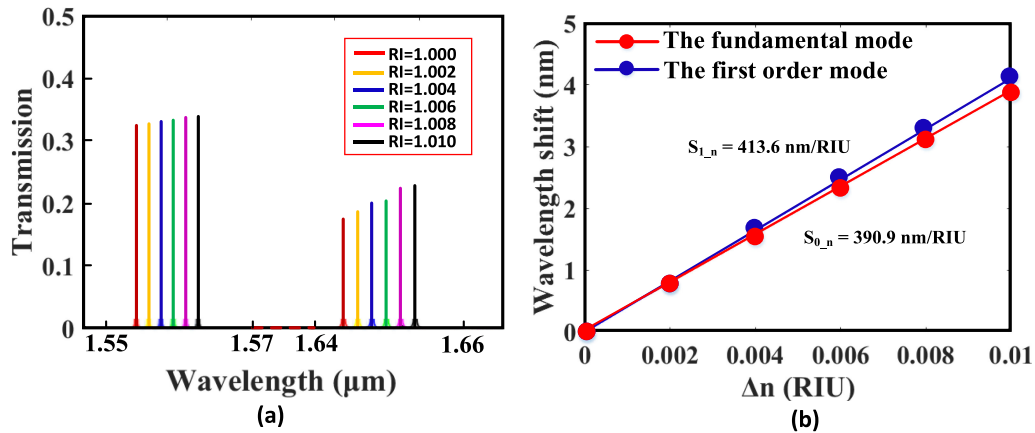 0.5
0.4
0.3
0.2
0.1
0
Transmission
RI=1.000
RI=1.002
RI=1.004
RI=1.006
RI=1.008
RI=1.010
1.55
1.57
1.64
1.66
Wavelength (μm)
(a)
5
4
3
2
1
0
Wavelength shift (nm)
The fundamental mode
The first order mode
S1_n = 413.6 nm/RIU
S0_n = 390.9 nm/RIU
0
0.002
0.004
0.006
0.008
0.01
Δn (RIU)
(b)